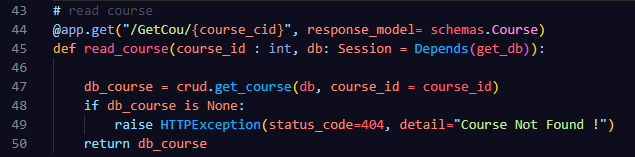 43 # read course
44 @app.get("/GetCou/{course_cid}", response_model= schemas.Course)
45 def read_course(course_id : int, db: Session = Depends(get_db)):
46
47 db_course = crud.get_course(db, course_id = course_id)
48 if db_course is None:
49 raise HTTPException(status_code=404, detail="Course Not Found !")
50 return db_course